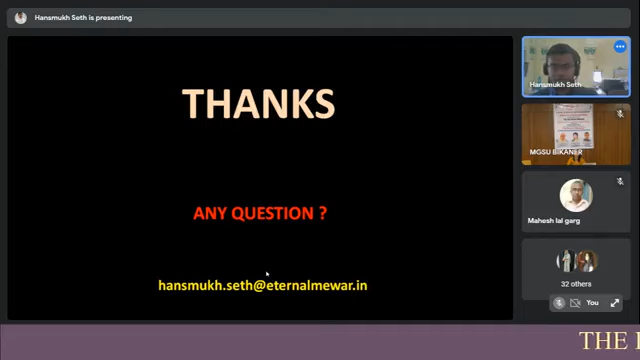 Hansmukh Seth is presenting
THANKS
ANY QUESTION ?
hansmukh.seth@eternalmewar.in
Hansmukh Seth
MGSU BIKANER
Mahesh lal garg
32 others
You
THE